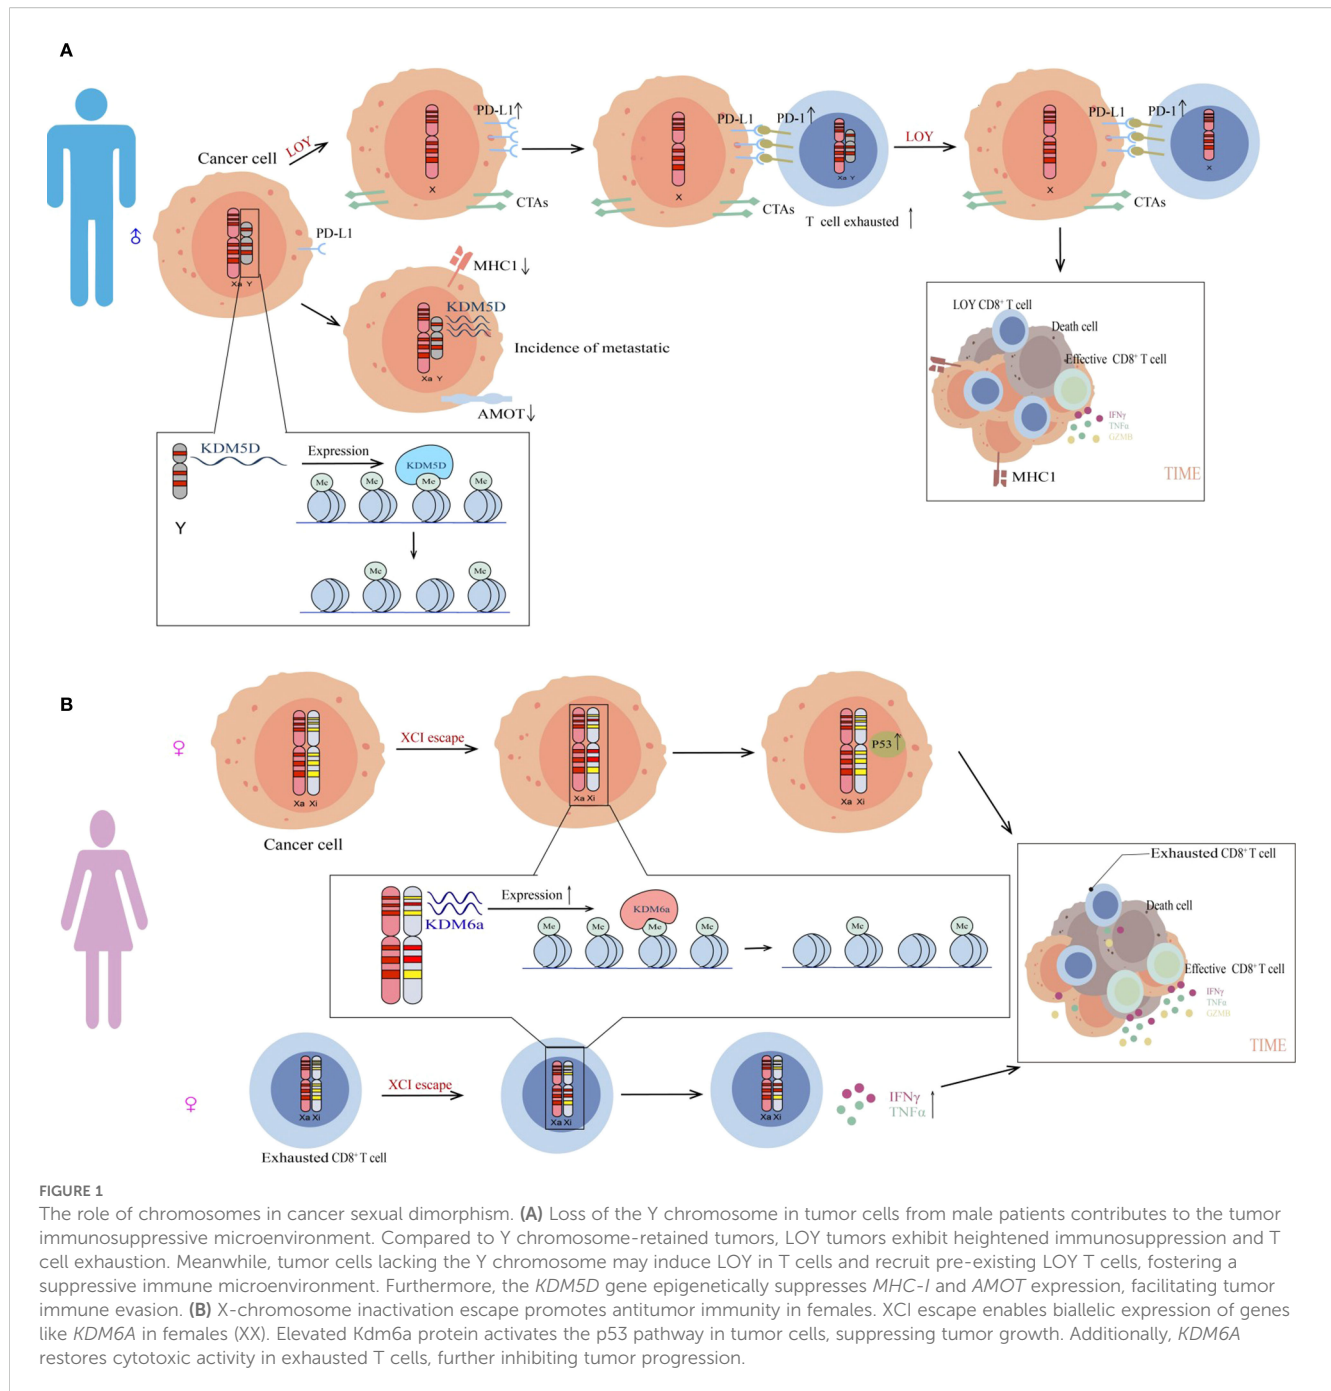 A
PD-L1↑
PD-L1
PD-1↑
LOY
PD-L1
PD-1↑
Cancer cell
LOY
X
CTAs
X
CTAs
Xa Y
T cell exhausted ↑
X
CTAs
X
♂
PD-L1
Xa Y
MHC1↓
KDM5D
Incidence of metastatic
Xa Y
AMOT↓
LOY CD8⁺ T cell
Death cell
Effective CD8⁺ T cell
IFNγ
TNFα
GZMB
MHC1
TIME
KDM5D
Expression
KDM5D
Me Me Me Me
Y
Me Me
B
♀
XCI escape
P53↑
Xa Xi
Xa Xi
Xa Xi
Cancer cell
Exhausted CD8⁺ T cell
Death cell
Effective CD8⁺ T cell
IFNγ
TNFα
GZMB
TIME
KDM6a
Expression ↑
KDM6a
Me Me Me Me
Me Me
♀
XCI escape
Xa Xi
Xa Xi
Xa Xi
IFNγ
TNFα ↑
Exhausted CD8⁺ T cell
FIGURE 1
The role of chromosomes in cancer sexual dimorphism. (A) Loss of the Y chromosome in tumor cells from male patients contributes to the tumor
immunosuppressive microenvironment. Compared to Y chromosome-retained tumors, LOY tumors exhibit heightened immunosuppression and T
cell exhaustion. Meanwhile, tumor cells lacking the Y chromosome may induce LOY in T cells and recruit pre-existing LOY T cells, fostering a
suppressive immune microenvironment. Furthermore, the KDM5D gene epigenetically suppresses MHC-I and AMOT expression, facilitating tumor
immune evasion. (B) X-chromosome inactivation escape promotes antitumor immunity in females. XCI escape enables biallelic expression of genes
like KDM6A in females (XX). Elevated Kdm6a protein activates the p53 pathway in tumor cells, suppressing tumor growth. Additionally, KDM6A
restores cytotoxic activity in exhausted T cells, further inhibiting tumor progression.